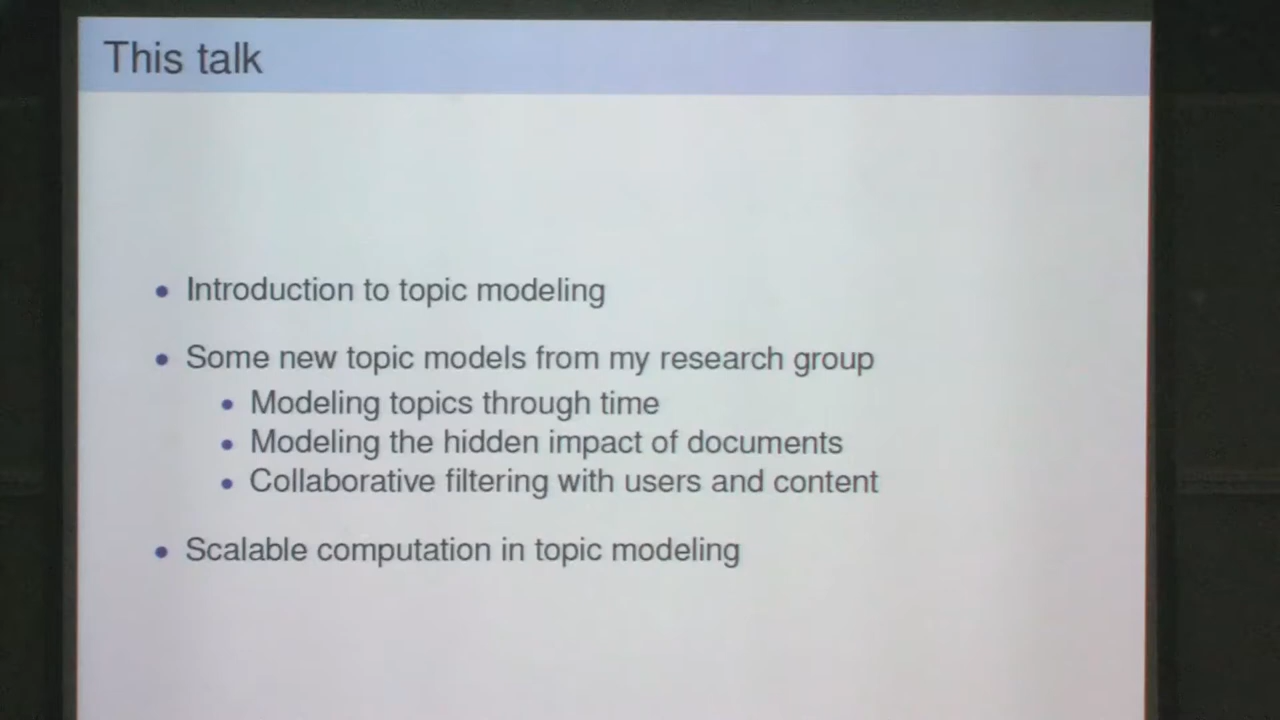 This talk
• Introduction to topic modeling
• Some new topic models from my research group
• Modeling topics through time
• Modeling the hidden impact of documents
• Collaborative filtering with users and content
• Scalable computation in topic modeling